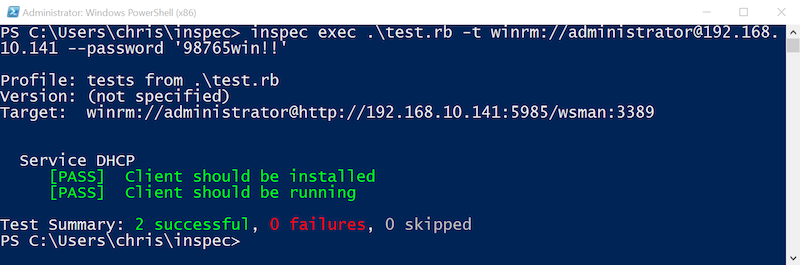 Administrator: Windows PowerShell (x86)
PS C:\Users\chris\inspec> inspec exec .\test.rb -t winrm://administrator@192.168.
10.141 --password '98765win!!'
Profile: tests from .\test.rb
Version: (not specified)
Target:  winrm://administrator@http://192.168.10.141:5985/wsman:3389
Service DHCP
[PASS]  Client should be installed
[PASS]  Client should be running
Test Summary: 2 successful, 0 failures, 0 skipped
PS C:\Users\chris\inspec>